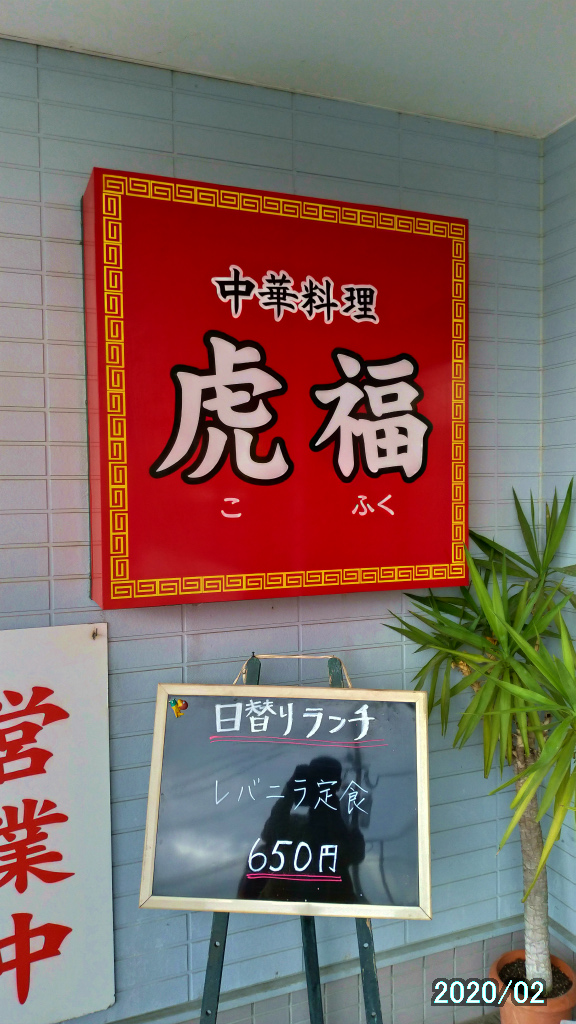 中華料理
虎福
こ ふく
営業中
日替りランチ
レバニラ定食
650円
2020/02